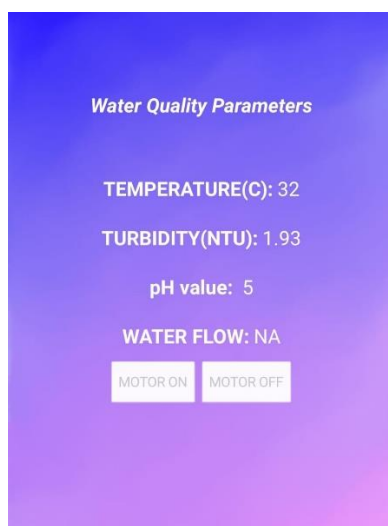 Water Quality Parameters
TEMPERATURE(C): 32
TURBIDITY(NTU): 1.93
pH value: 5
WATER FLOW: NA
MOTOR ON MOTOR OFF